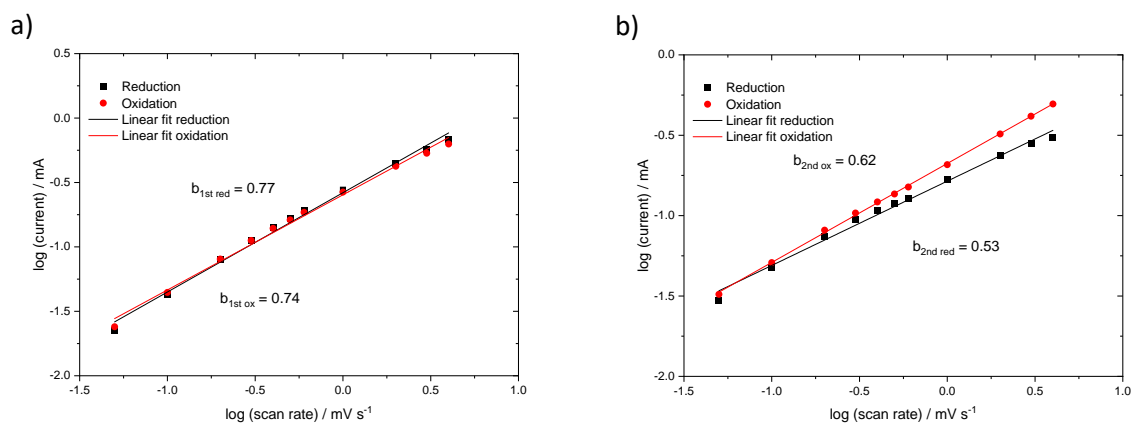 a)
0.5
0.0
-0.5
-1.0
-1.5
-2.0
log (current) / mA
Reduction
Oxidation
Linear fit reduction
Linear fit oxidation
b1st red = 0.77
b1st ox = 0.74
-1.5 -1.0 -0.5 0.0 0.5 1.0
log (scan rate) / mV s-1
b)
0.0
-0.5
-1.0
-1.5
-2.0
log (current) / mA
Reduction
Oxidation
Linear fit reduction
Linear fit oxidation
b2nd ox = 0.62
b2nd red = 0.53
-1.5 -1.0 -0.5 0.0 0.5 1.0
log (scan rate) / mV s-1